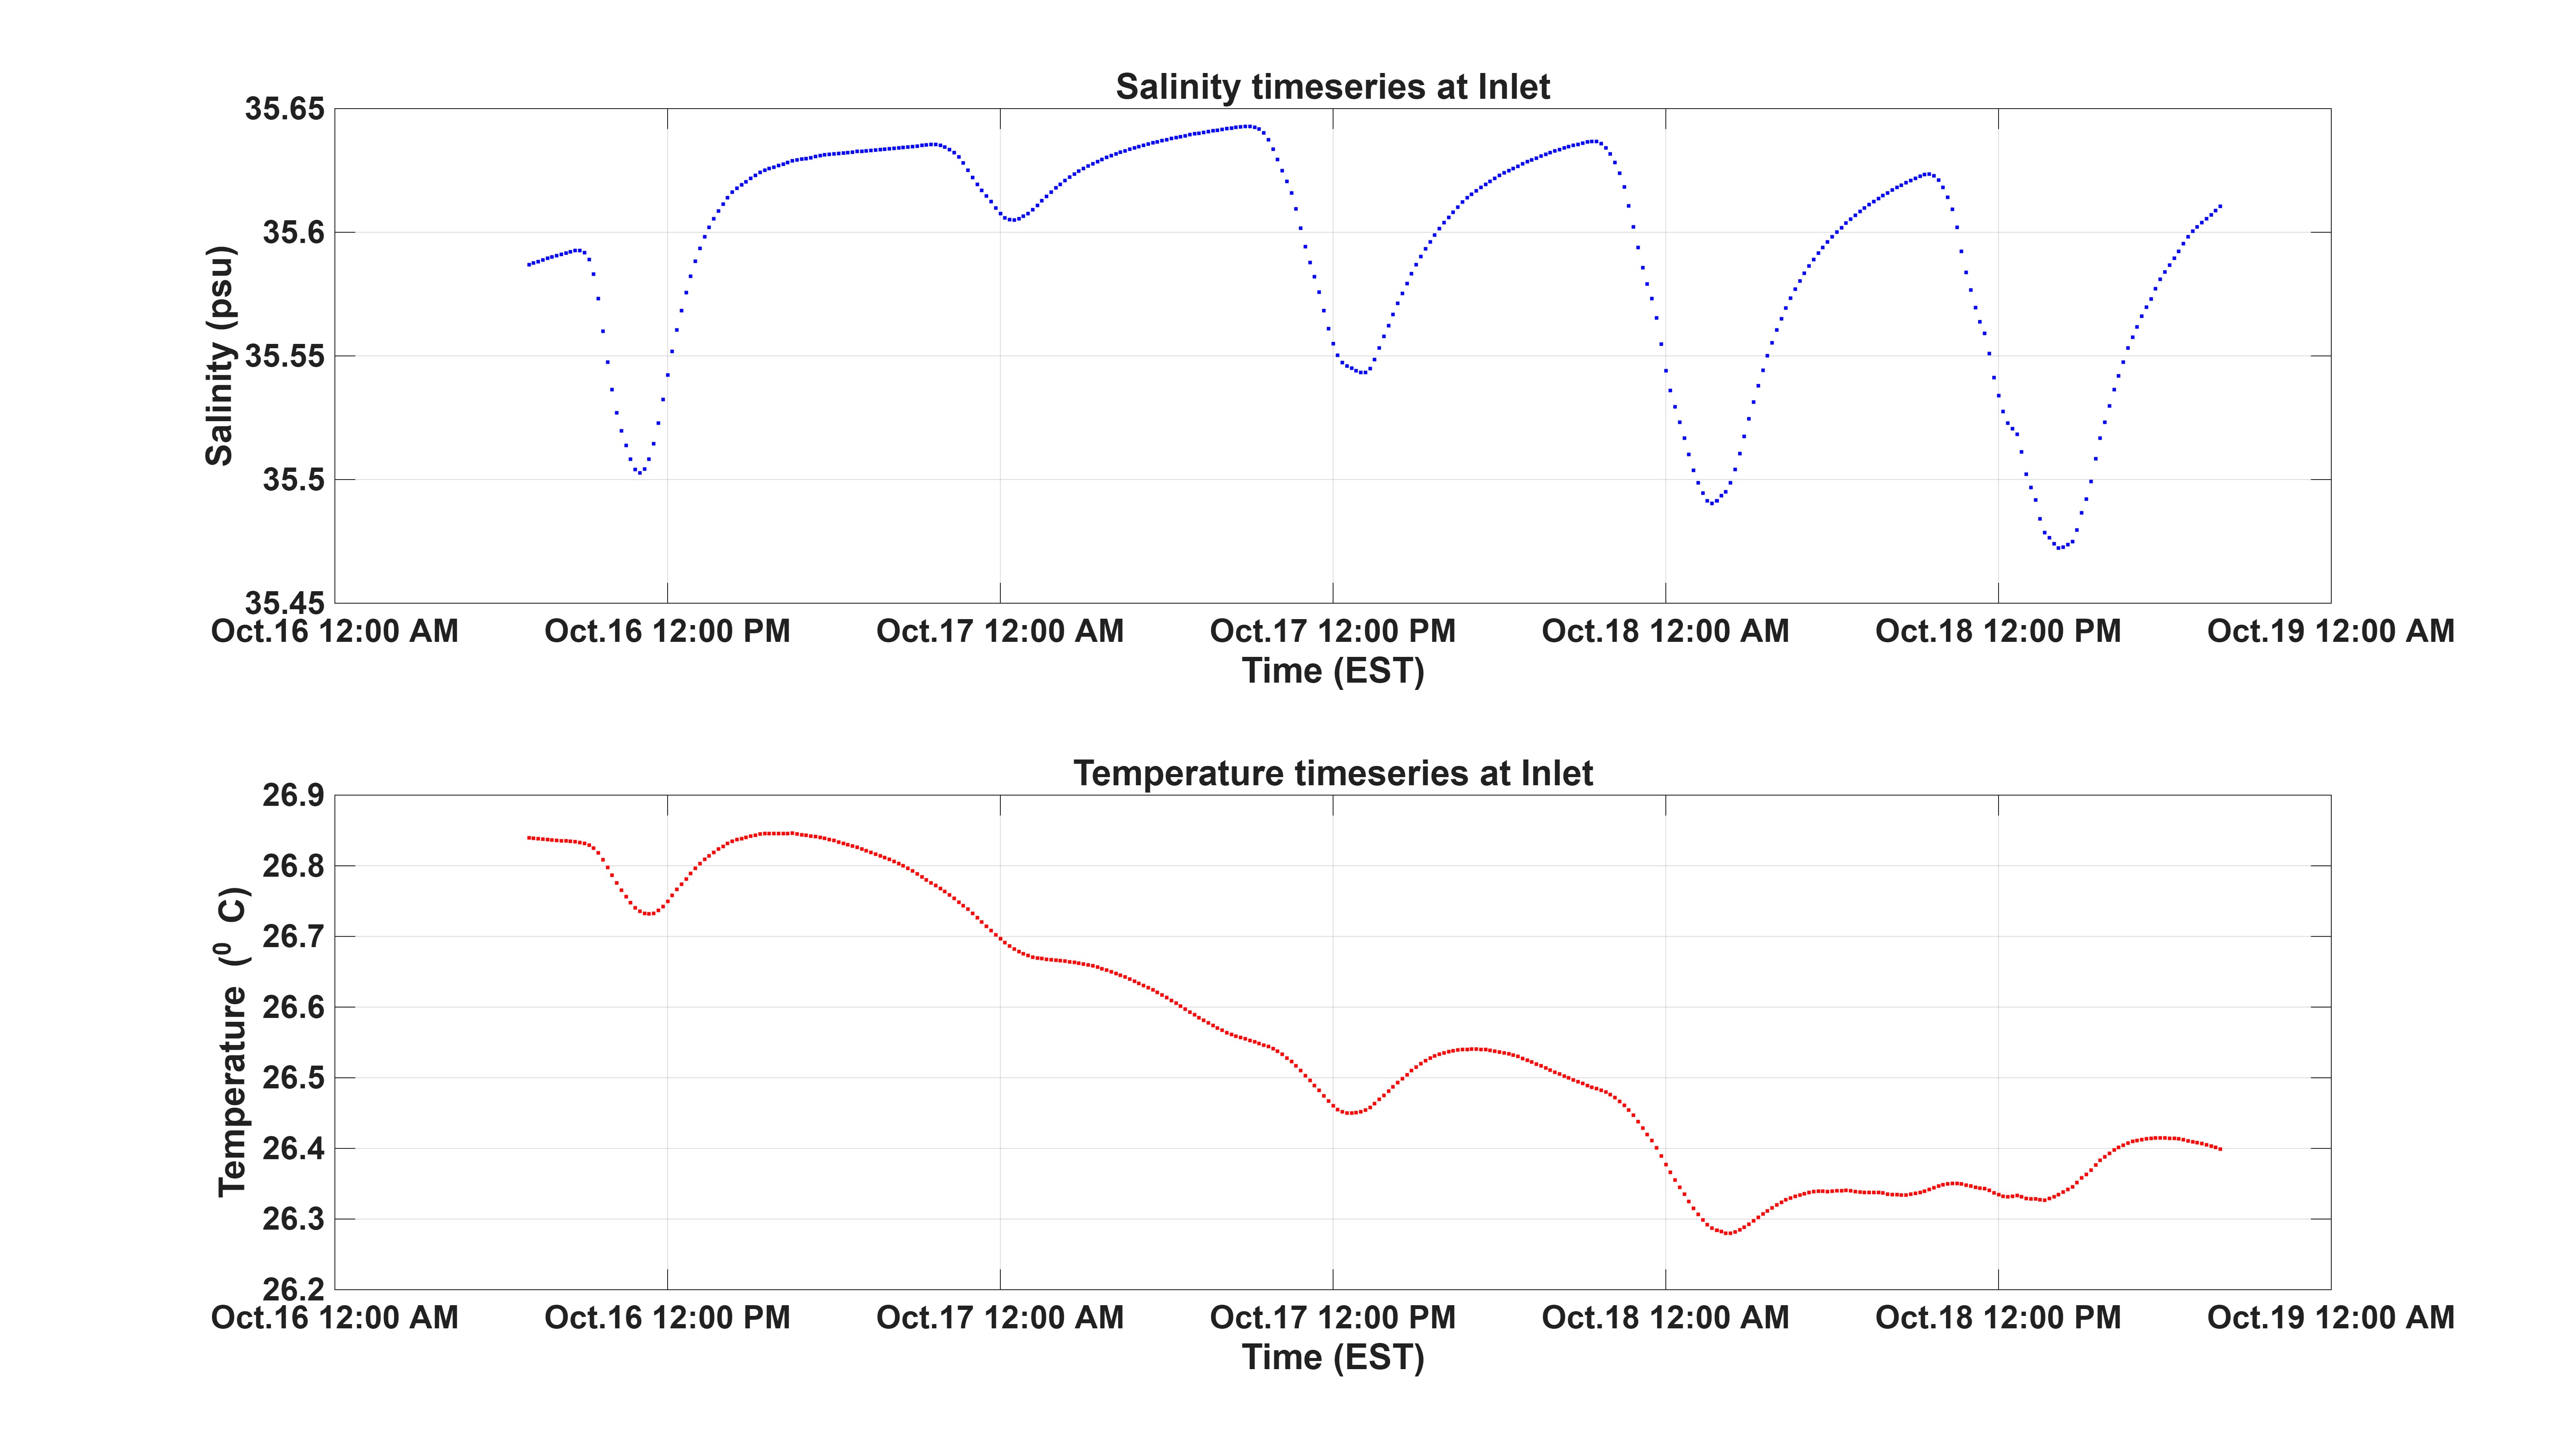 Salinity timeseries at Inlet
35.65
35.6
35.55
35.5
35.45
Salinity (psu)
Oct.16 12:00 AM Oct.16 12:00 PM Oct.17 12:00 AM Oct.17 12:00 PM Oct.18 12:00 AM Oct.18 12:00 PM Oct.19 12:00 AM
Time (EST)
Temperature timeseries at Inlet
26.9
26.8
26.7
26.6
26.5
26.4
26.3
26.2
Temperature (⁰ C)
Oct.16 12:00 AM Oct.16 12:00 PM Oct.17 12:00 AM Oct.17 12:00 PM Oct.18 12:00 AM Oct.18 12:00 PM Oct.19 12:00 AM
Time (EST)